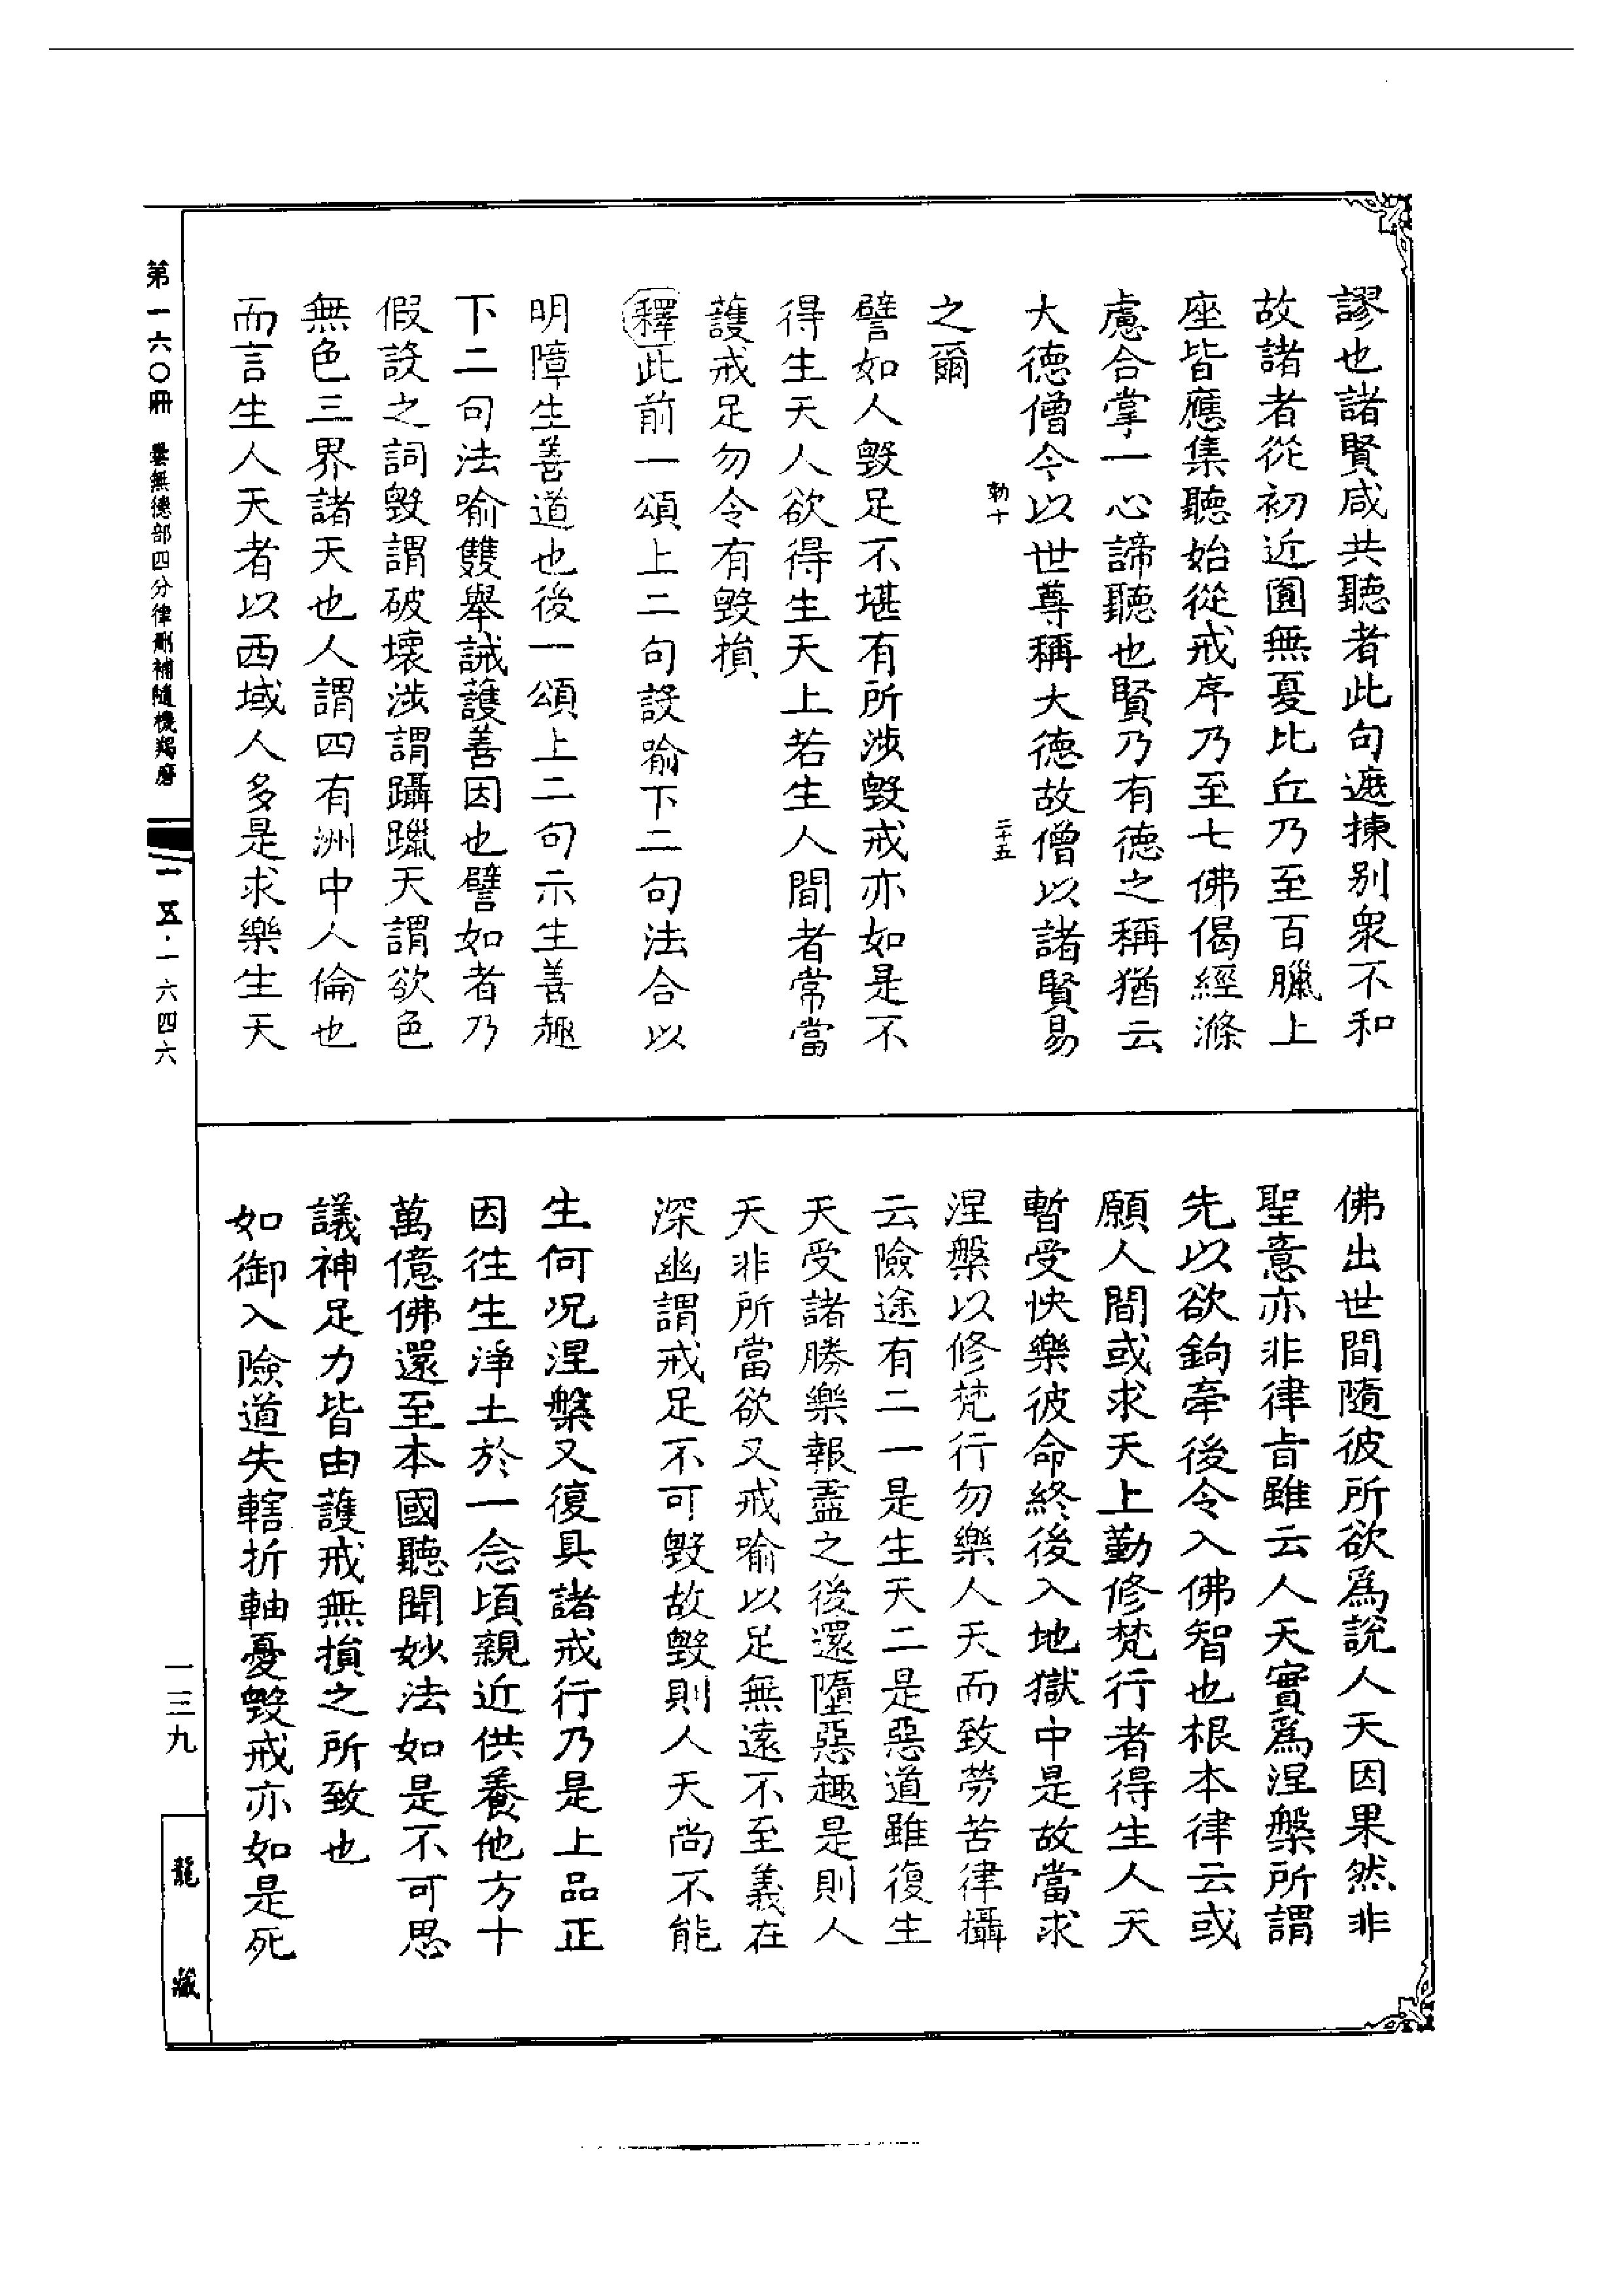 謬也諸賢咸共聽者此句遮揀别衆不和
故諸者從初近圓無憂比丘乃至百臘上
座皆應集聽始從戒序乃至七佛偈經滌
慮合掌一心諦聽也賢乃有德之稱猶云
大德僧令以世尊稱大德故僧以諸賢易
勒十 二十五
之爾
譬如人毀足不堪有所涉毀戒亦如是不
得生天人欲得生天上若生人間者常當
護戒足勿令有毀損
釋此前一頌上二句設喻下二句法合以
明障生善道也後一頌上二句示生善趣
下二句法喻雙舉誡護善因也譬如者乃
假設之詞毀謂破壞涉謂躡躐天謂欲色
無色三界諸天也人謂四有洲中人倫也
而言生人天者以西域人多是求樂生天
佛出世間隨彼所欲爲說人天因果然非
聖意亦非律旨雖云人天實爲涅槃所謂
先以欲鉤牽後令入佛智也根本律云或
願人間或求天上勤修梵行者得生人天
暫受快樂彼命終後入地獄中是故當求
涅槃以修梵行勿樂人天而致勞苦律攝
云險途有二一是生天二是惡道雖復生
天受諸勝樂報盡之後還墮惡趣是則人
天非所當欲又戒喻以足無遠不至義在
深幽謂戒足不可毀故毀則人天尚不能
生何況涅槃又復具諸戒行乃是上品正
因往生淨土於一念頃親近供養他方十
萬億佛還至本國聽聞妙法如是不可思
議神足力皆由護戒無損之所致也
如御入險道失轄折軸憂毀戒亦如是死
第一六〇冊 曇無德部四分律刪補隨機羯磨
一五·一六四六
一三九
龍藏